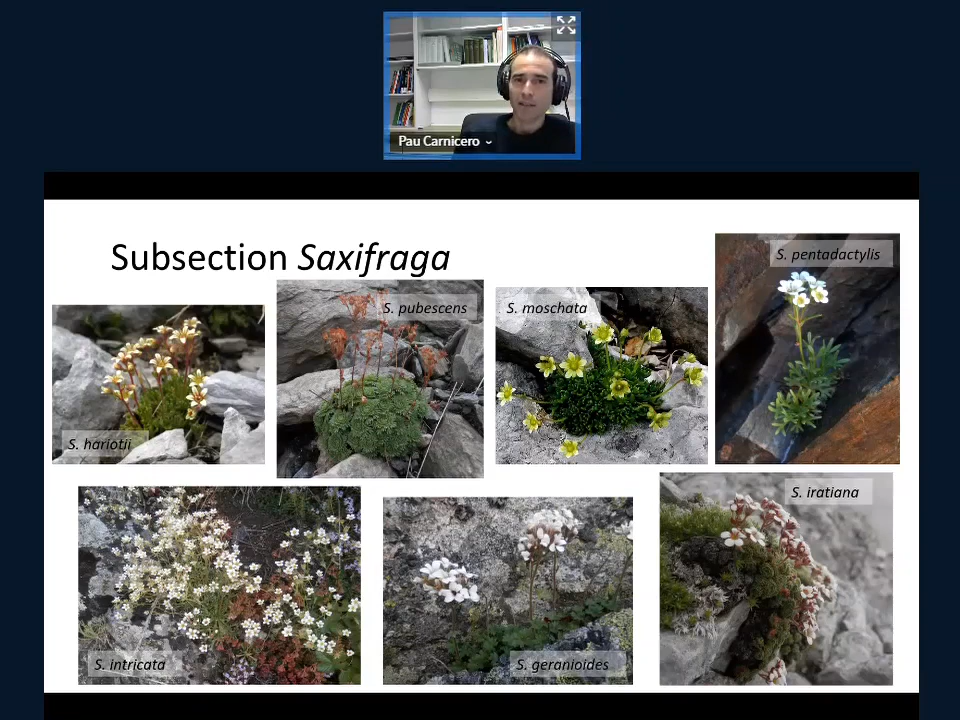 Pau Carnicero
Subsection Saxifraga
S. hariotii
S. pubescens
S. moschata
S. pentadactylis
S. intricata
S. geranioides
S. iratiana